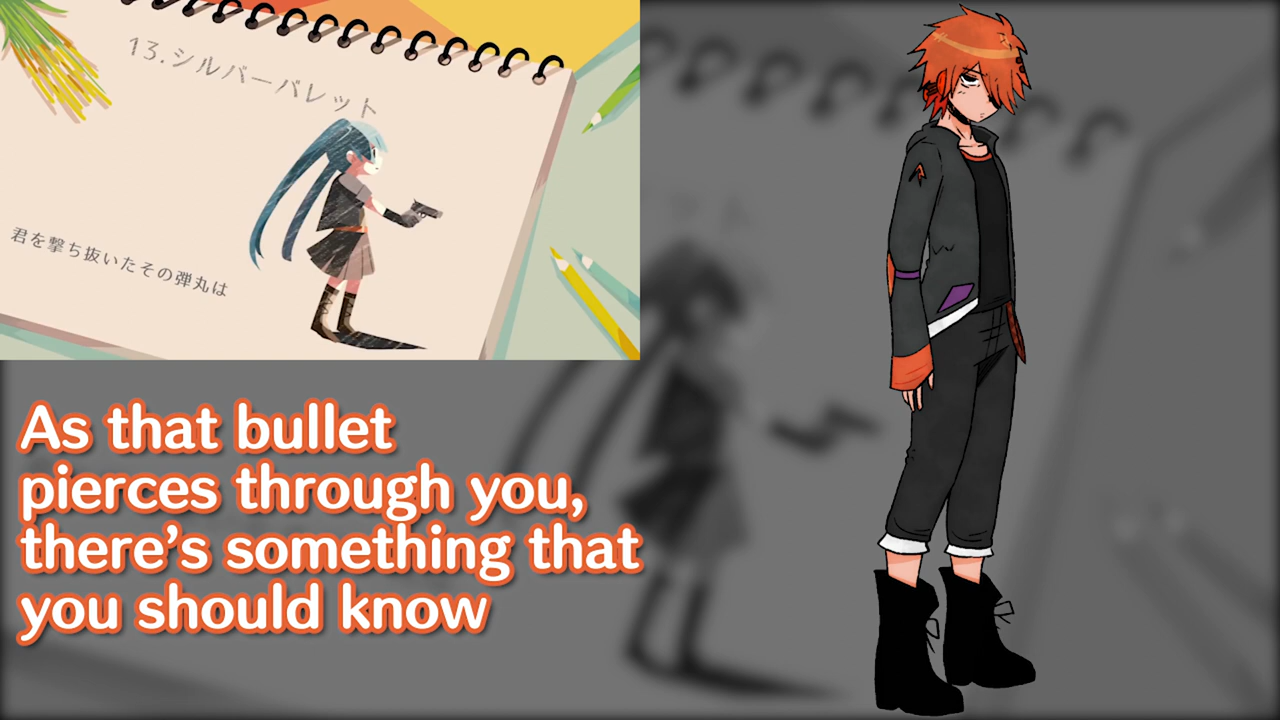 13.シルバーバレット
君を撃ち抜いたその弾丸は
As that bullet
pierces through you,
there's something that
you should know